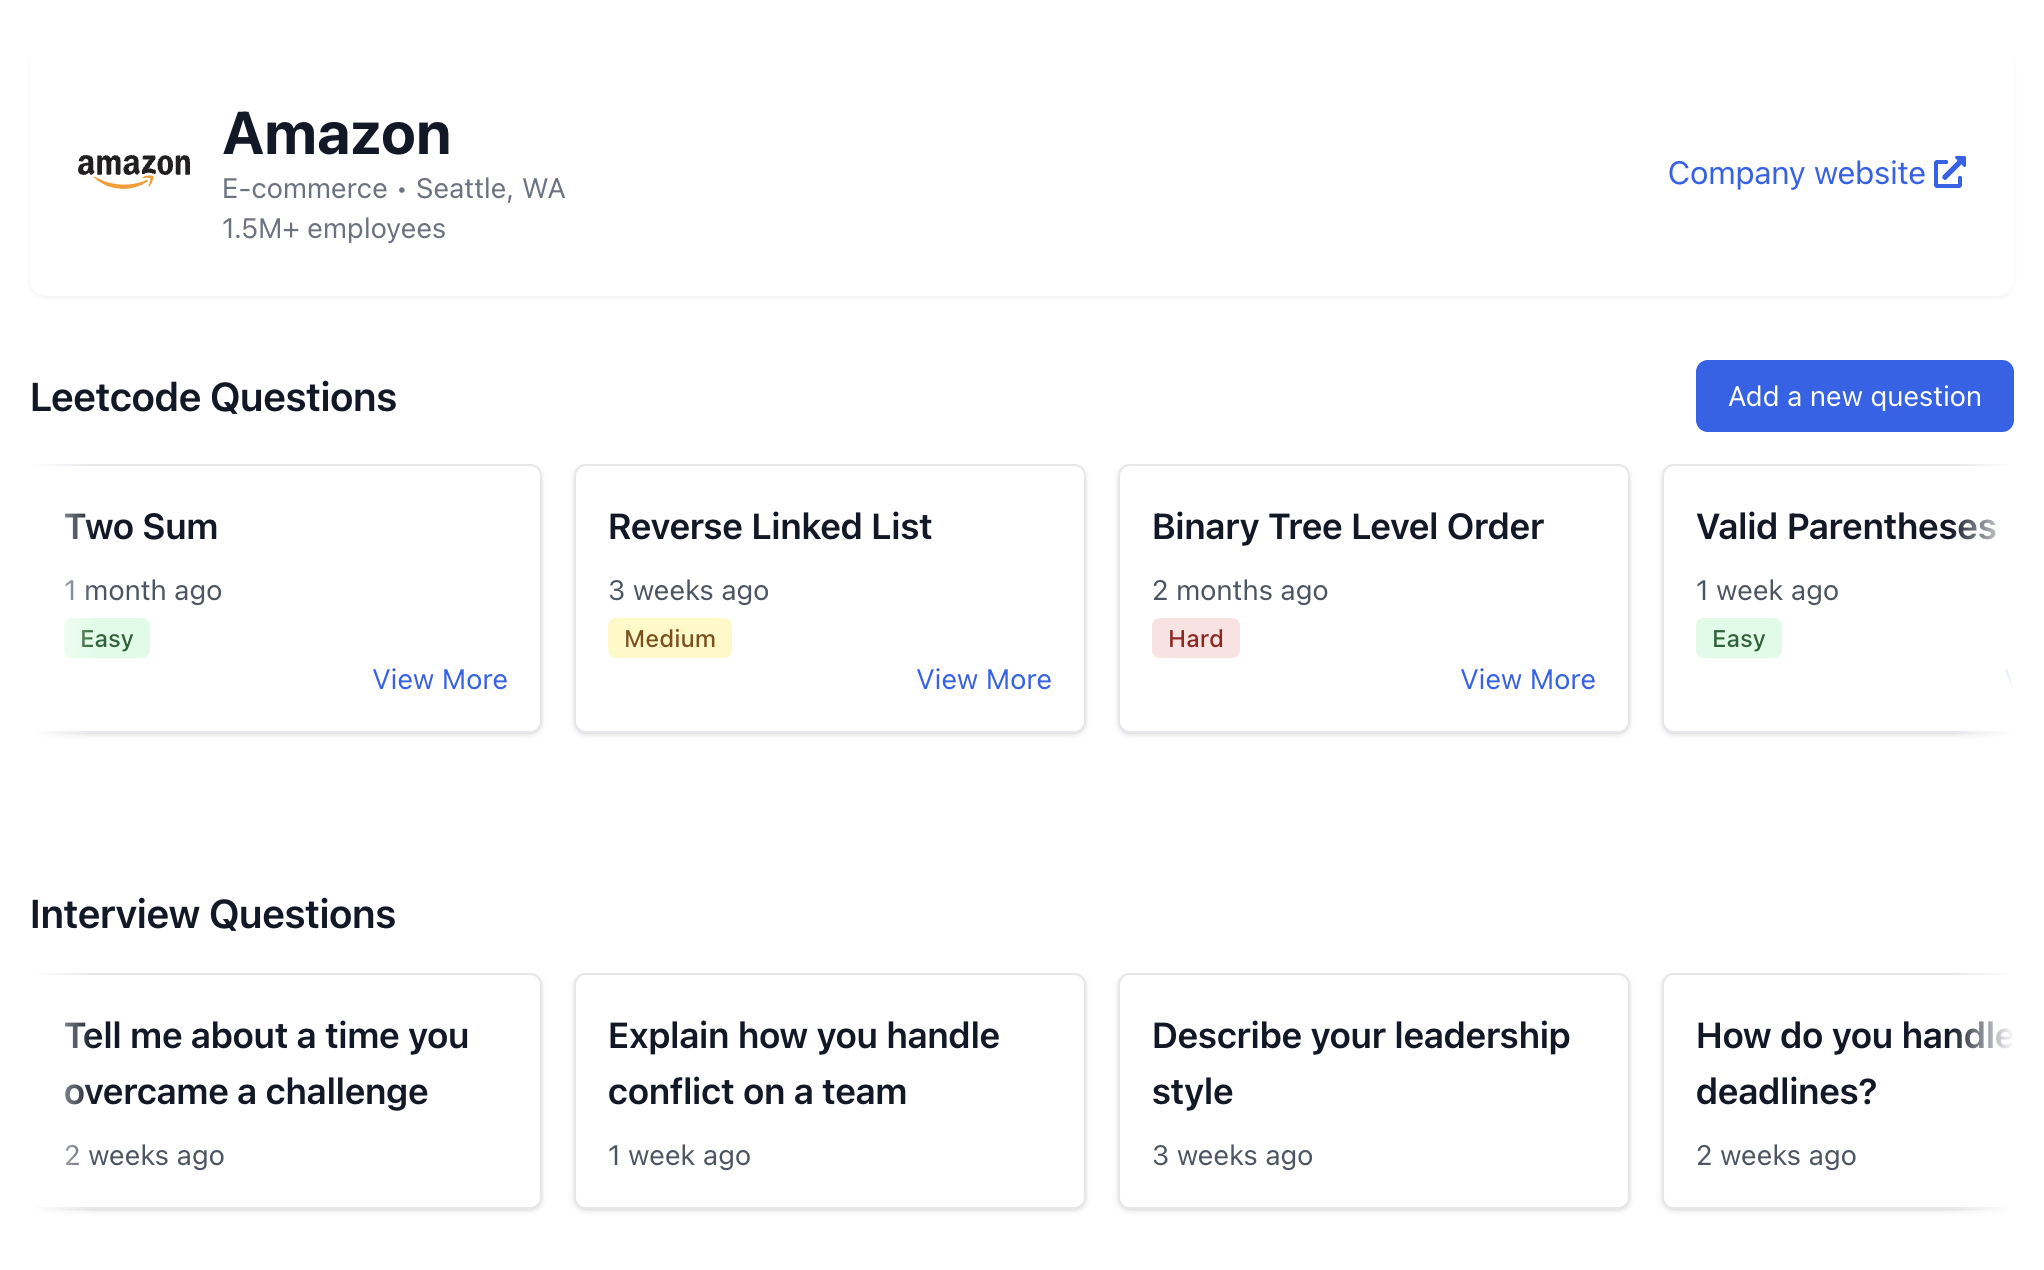 amazon
Amazon
E-commerce • Seattle, WA
1.5M+ employees
Company website
Leetcode Questions
Add a new question
Two Sum
1 month ago
Easy
View More
Reverse Linked List
3 weeks ago
Medium
View More
Binary Tree Level Order
2 months ago
Hard
View More
Valid Parentheses
1 week ago
Easy
Interview Questions
Tell me about a time you
overcame a challenge
2 weeks ago
Explain how you handle
conflict on a team
1 week ago
Describe your leadership
style
3 weeks ago
How do you handle
deadlines?
2 weeks ago